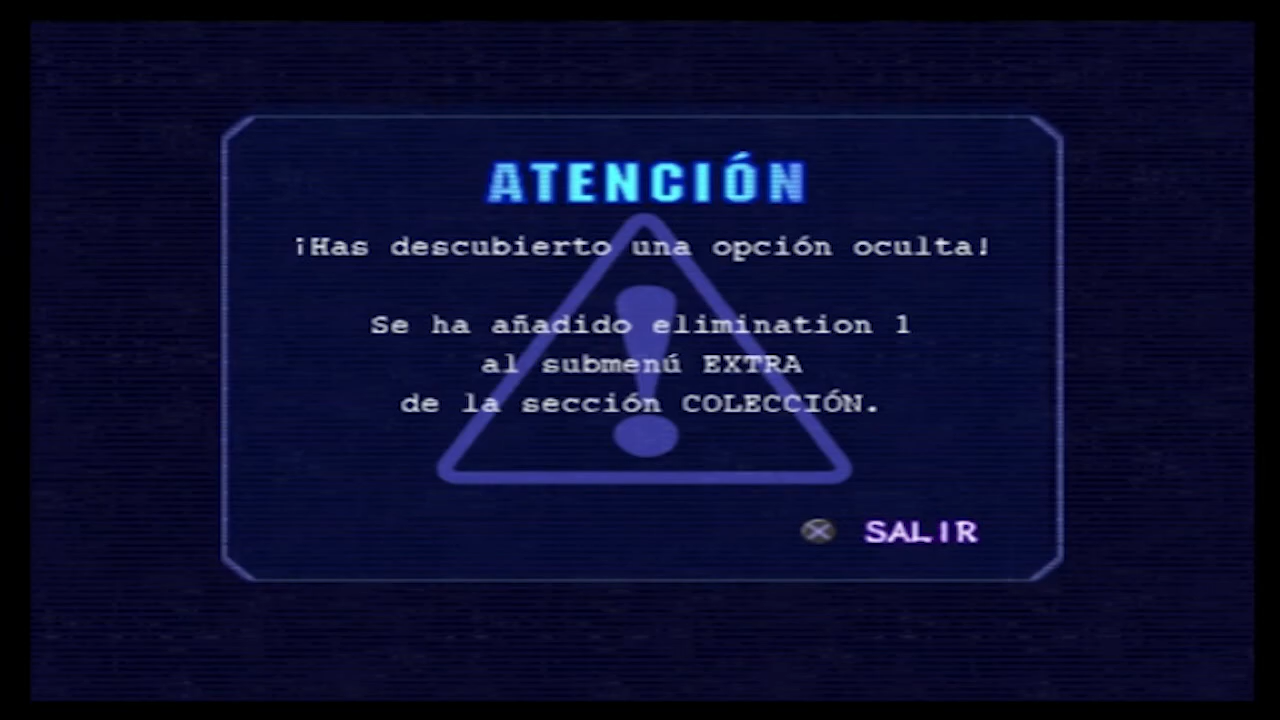 ATENCIÓN
¡Has descubierto una opción oculta!
Se ha añadido elimination 1
al submenú EXTRA
de la sección COLECCIÓN.
SALIR